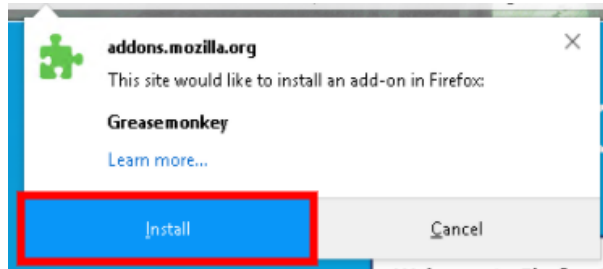 addons.mozilla.org
This site would like to install an add-on in Firefox:
Greasemonkey
Learn more...
Install
Cancel